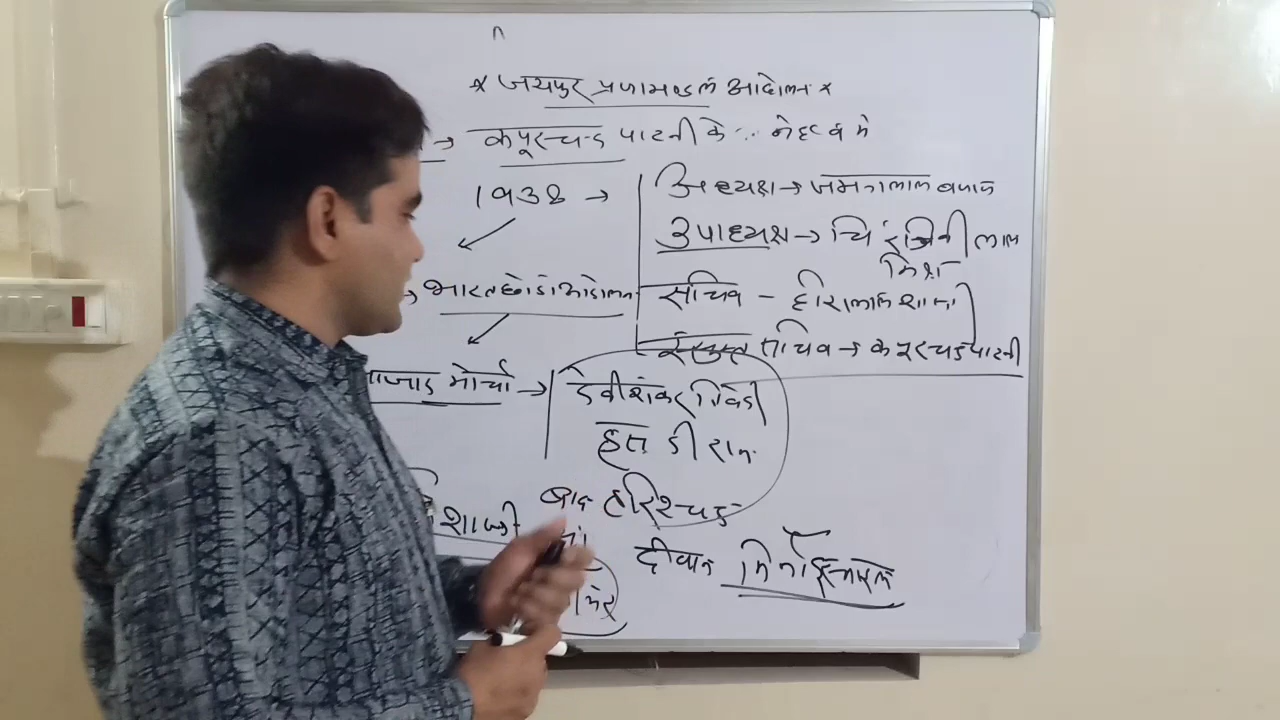 * जयपुर प्रजामण्डल आंदोलन *
→ कपूरचन्द्र पाटनी के नेतृत्व में
1938 →
अध्यक्ष → जमनालाल बजाज
उपाध्यक्ष → चिरंजीलाल
मिश्र
सचिव - हीरालाल शास्त्री
संयुक्त सचिव → कपूरचन्द्र पाटनी
→ भारत छोडो आंदोलन
आजाद मोर्चा →
देवीशंकर तिवाडी
दीवान मिर्जा इस्माइल
बाबा हरिश्चन्द्र
शास्त्री